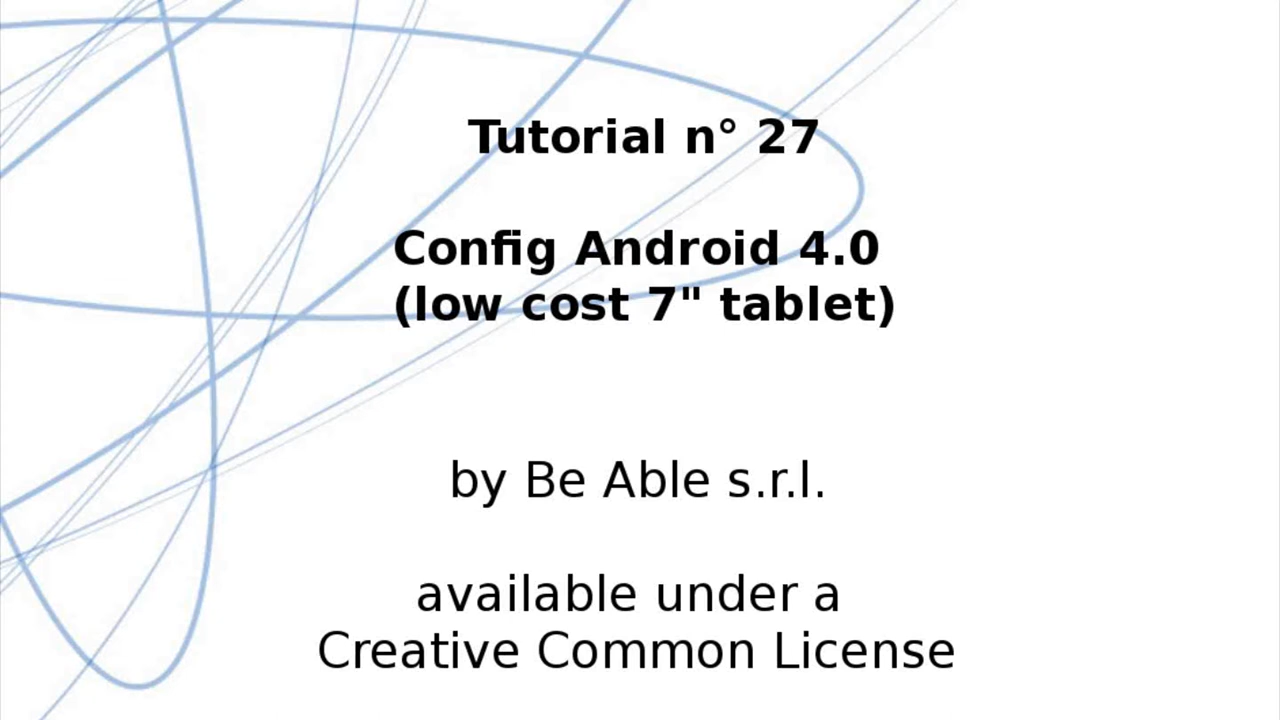 Tutorial n° 27
Config Android 4.0
(low cost 7" tablet)
by Be Able s.r.l.
available under a
Creative Common License